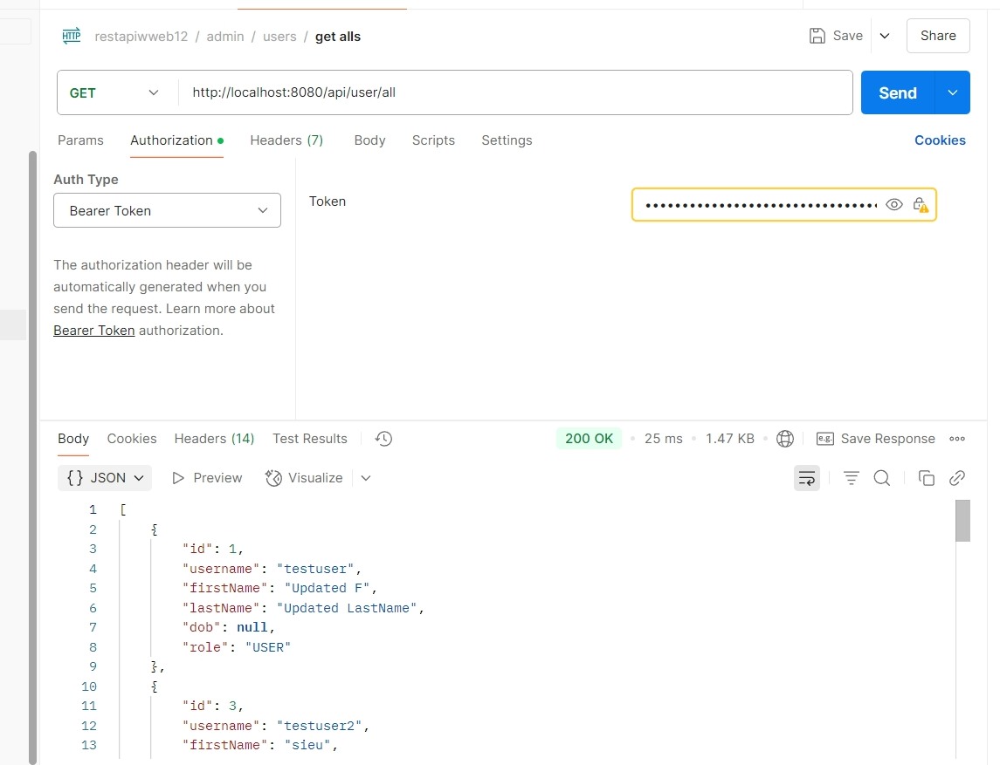 HTTP restapiwweb12 / admin / users / get alls Save Share
GET http://localhost:8080/api/user/all Send
Params Authorization Headers (7) Body Scripts Settings Cookies
Auth Type
Bearer Token
Token
The authorization header will be
automatically generated when you
send the request. Learn more about
Bearer Token authorization.
Body Cookies Headers (14) Test Results 200 OK 25 ms 1.47 KB e.g. Save Response
{} JSON Preview Visualize
1 [
2 {
3 "id": 1,
4 "username": "testuser",
5 "firstName": "Updated F",
6 "lastName": "Updated LastName",
7 "dob": null,
8 "role": "USER"
9 },
10 {
11 "id": 3,
12 "username": "testuser2",
13 "firstName": "sieu",